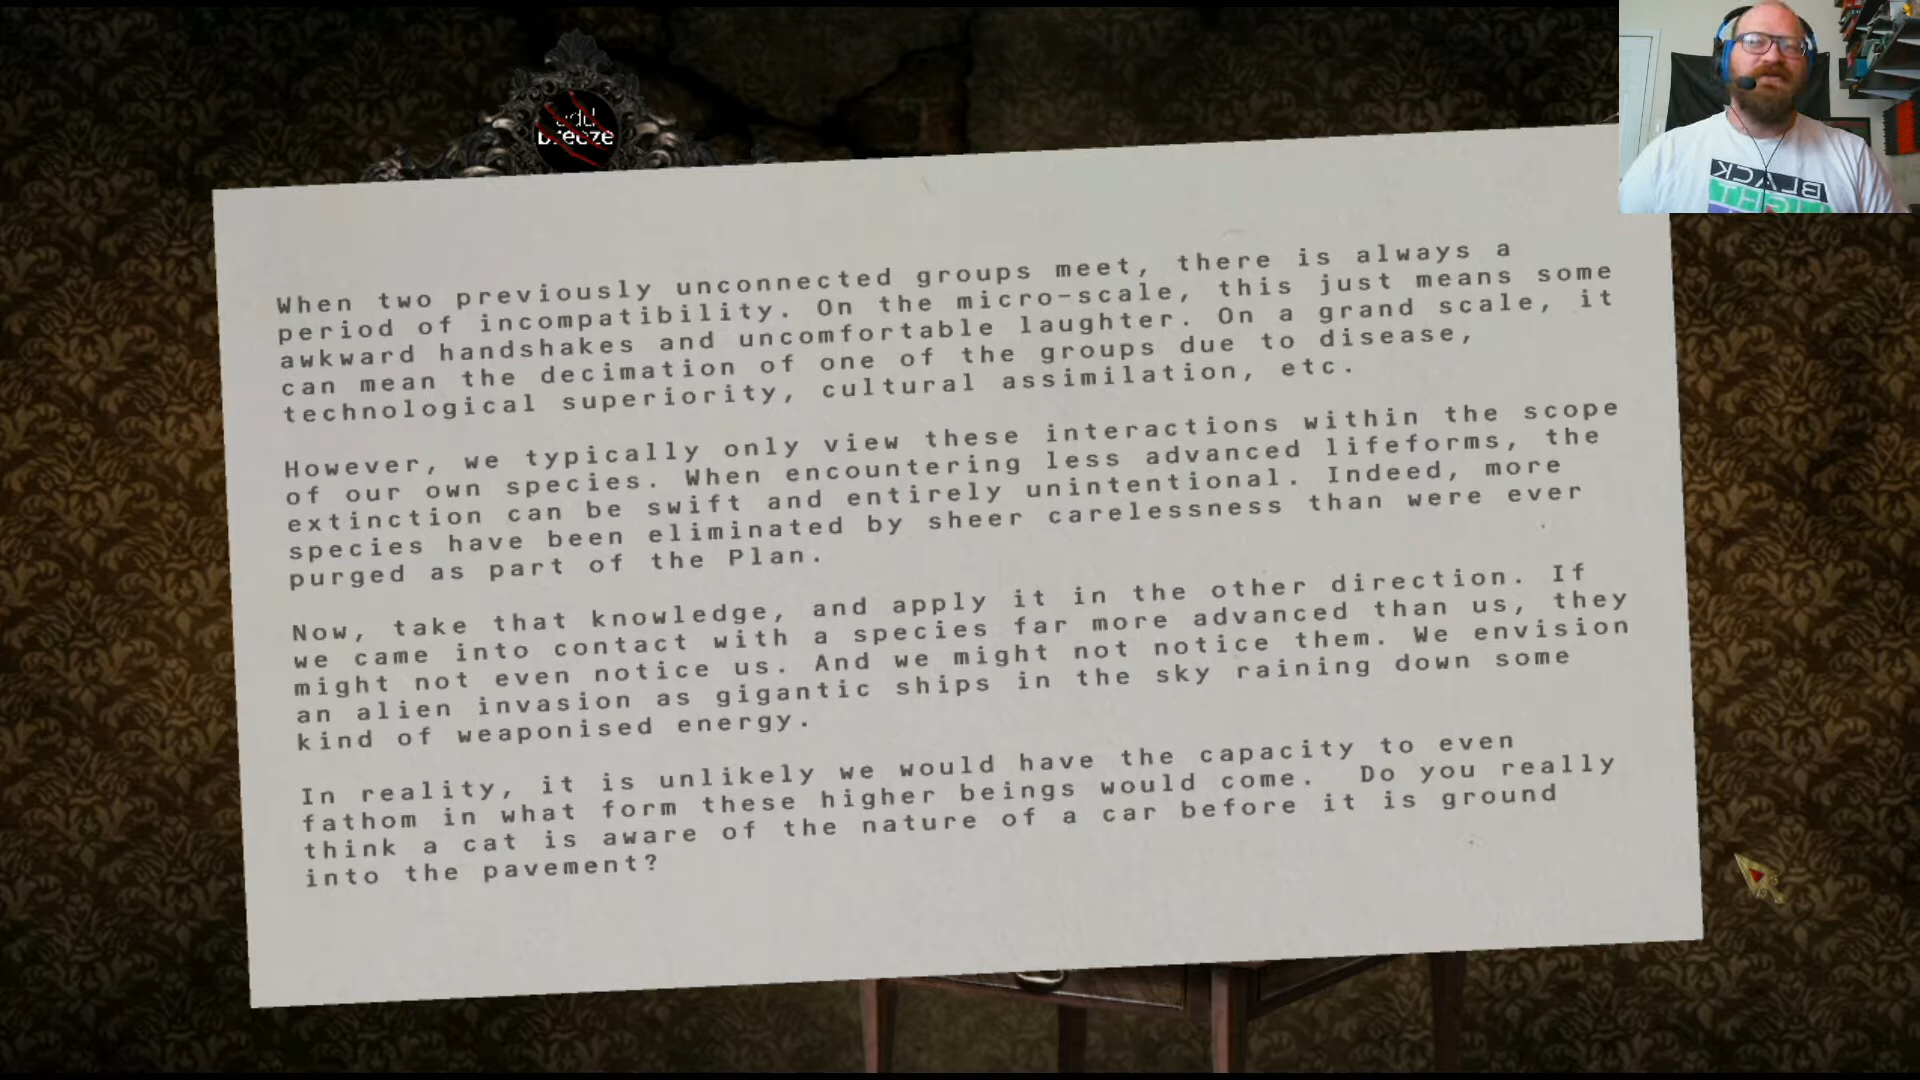 add
breeze
BLACK
When two previously unconnected groups meet, there is always a
period of incompatibility. On the micro-scale, this just means some
awkward handshakes and uncomfortable laughter. On a grand scale, it
can mean the decimation of one of the groups due to disease,
technological superiority, cultural assimilation, etc.
However, we typically only view these interactions within the scope
of our own species. When encountering less advanced lifeforms, the
extinction can be swift and entirely unintentional. Indeed, more
species have been eliminated by sheer carelessness than were ever
purged as part of the Plan.
Now, take that knowledge, and apply it in the other direction. If
we came into contact with a species far more advanced than us, they
might not even notice us. And we might not notice them. We envision
an alien invasion as gigantic ships in the sky raining down some
kind of weaponised energy.
In reality, it is unlikely we would have the capacity to even
fathom in what form these higher beings would come. Do you really
think a cat is aware of the nature of a car before it is ground
into the pavement?